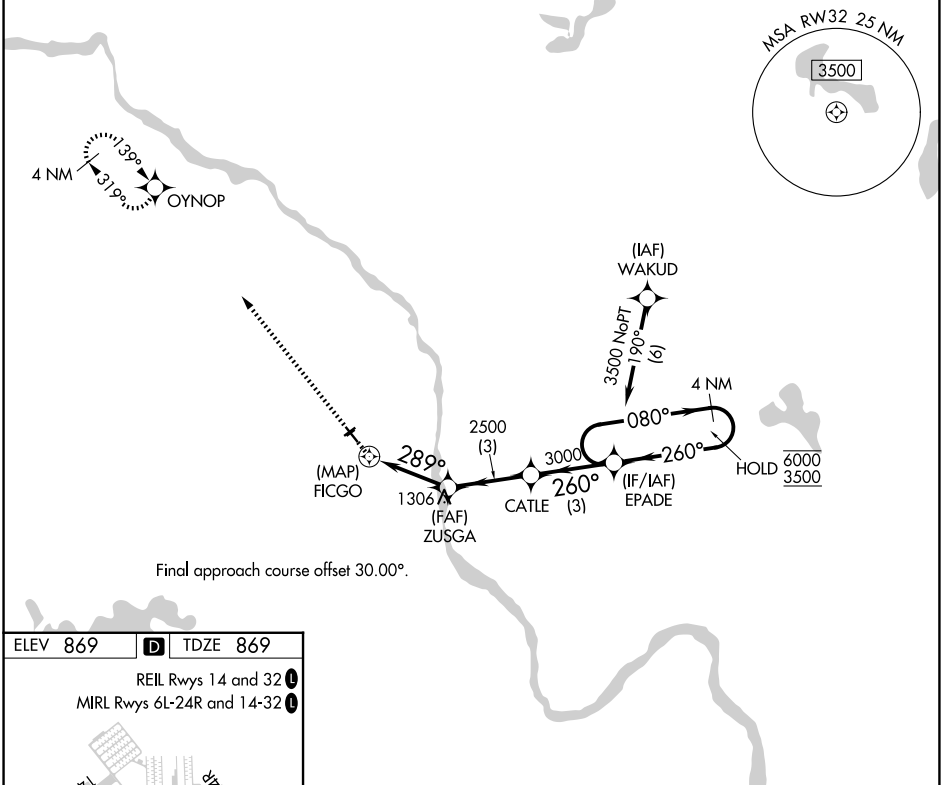 MSA RW32 25 NM
3500
139°
4 NM
319°
OYNOP
(IAF)
WAKUD
3500 NoPT
190°
(6)
4 NM
080°
2500
(3)
3000
260°
HOLD
6000
3500
289°
(MAP)
FICGO
1306
(FAF)
ZUSGA
CATLE
260°
(3)
(IF/IAF)
EPADE
Final approach course offset 30.00°.
ELEV 869 D TDZE 869
REIL Rwys 14 and 32 L
MIRL Rwys 6L-24R and 14-32 L